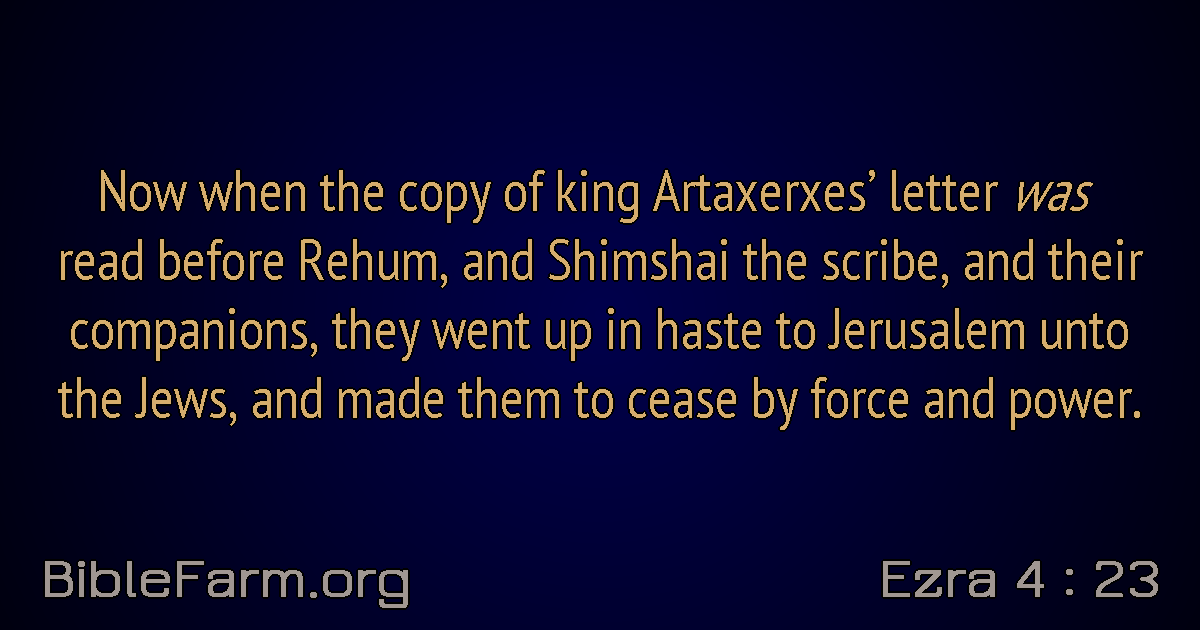 Now when the copy of king Artaxerxes’ letter was
read before Rehum, and Shimshai the scribe, and their
companions, they went up in haste to Jerusalem unto
the Jews, and made them to cease by force and power.
BibleFarm.org
Ezra 4 : 23